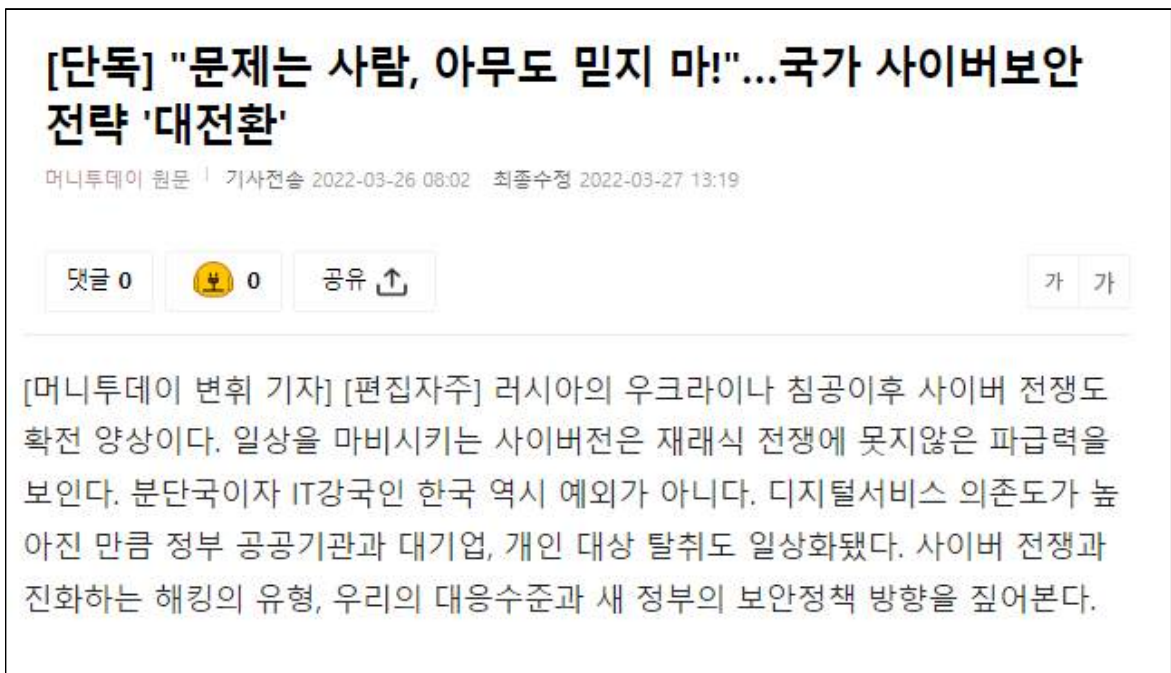 [단독] "문제는 사람, 아무도 믿지 마!"...국가 사이버보안
전략 '대전환'
머니투데이 원문 기사전송 2022-03-26 08:02 최종수정 2022-03-27 13:19
댓글 0 0 공유 가 가
[머니투데이 변휘 기자] [편집자주] 러시아의 우크라이나 침공이후 사이버 전쟁도
확전 양상이다. 일상을 마비시키는 사이버전은 재래식 전쟁에 못지않은 파급력을
보인다. 분단국이자 IT강국인 한국 역시 예외가 아니다. 디지털서비스 의존도가 높
아진 만큼 정부 공공기관과 대기업, 개인 대상 탈취도 일상화됐다. 사이버 전쟁과
진화하는 해킹의 유형, 우리의 대응수준과 새 정부의 보안정책 방향을 짚어본다.